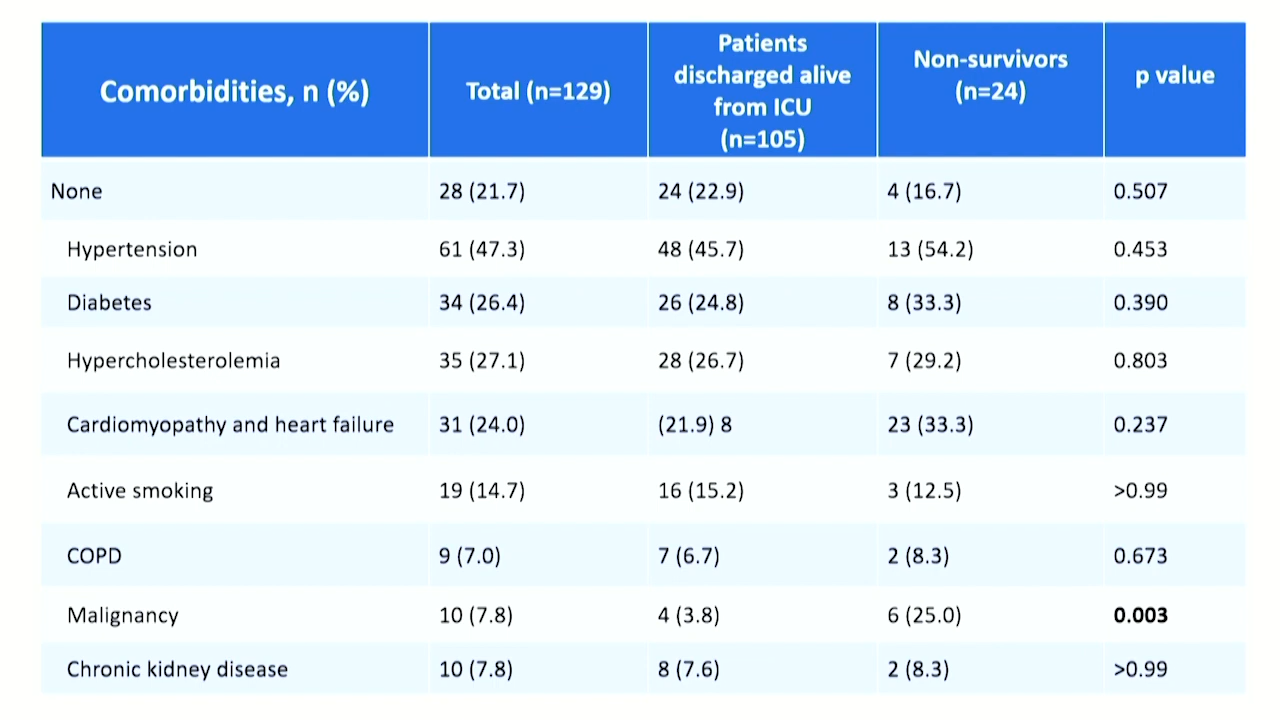 Comorbidities, n (%) Total (n=129) Patients discharged alive from ICU (n=105) Non-survivors (n=24) p value
None 28 (21.7) 24 (22.9) 4 (16.7) 0.507
Hypertension 61 (47.3) 48 (45.7) 13 (54.2) 0.453
Diabetes 34 (26.4) 26 (24.8) 8 (33.3) 0.390
Hypercholesterolemia 35 (27.1) 28 (26.7) 7 (29.2) 0.803
Cardiomyopathy and heart failure 31 (24.0) (21.9) 8 23 (33.3) 0.237
Active smoking 19 (14.7) 16 (15.2) 3 (12.5) >0.99
COPD 9 (7.0) 7 (6.7) 2 (8.3) 0.673
Malignancy 10 (7.8) 4 (3.8) 6 (25.0) 0.003
Chronic kidney disease 10 (7.8) 8 (7.6) 2 (8.3) >0.99